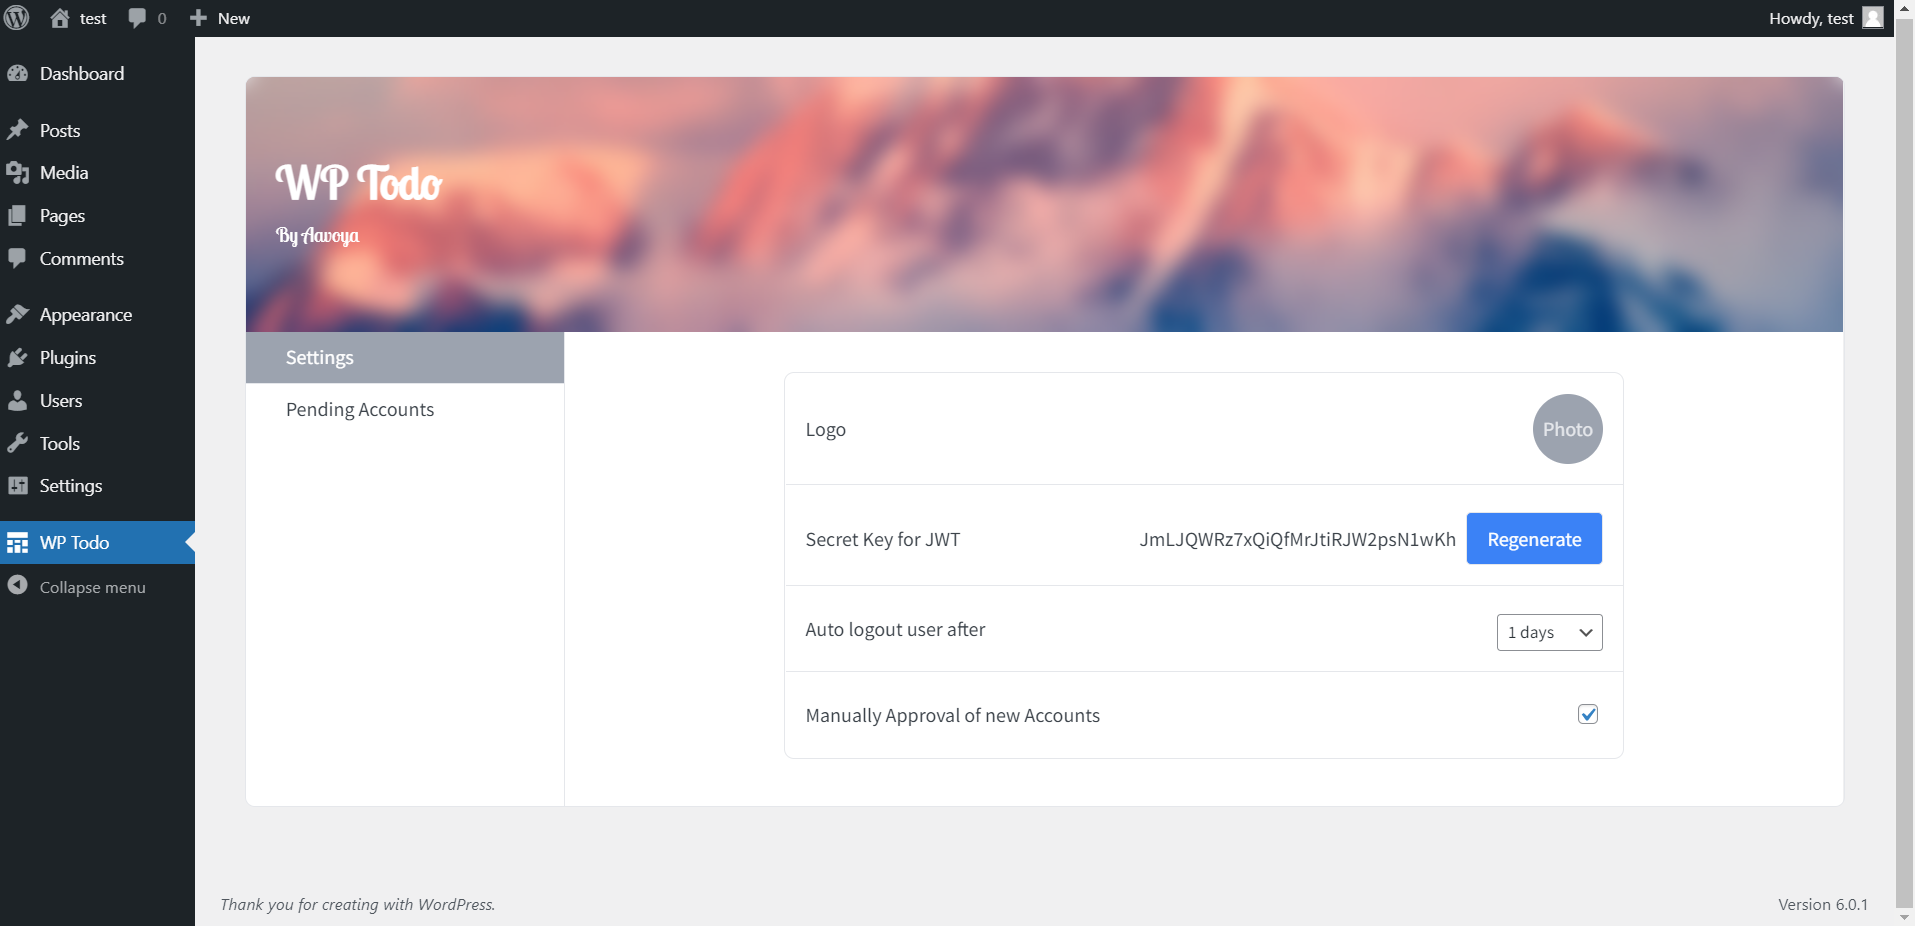 test
0
New
Howdy, test
Dashboard
Posts
Media
Pages
Comments
Appearance
Plugins
Users
Tools
Settings
WP Todo
Collapse menu
WP Todo
By Aavoya
Settings
Pending Accounts
Logo
Photo
Secret Key for JWT
JmLJQWRz7xQiQfMrJtiRJW2psN1wKh
Regenerate
Auto logout user after
1 days
Manually Approval of new Accounts
Thank you for creating with WordPress.
Version 6.0.1